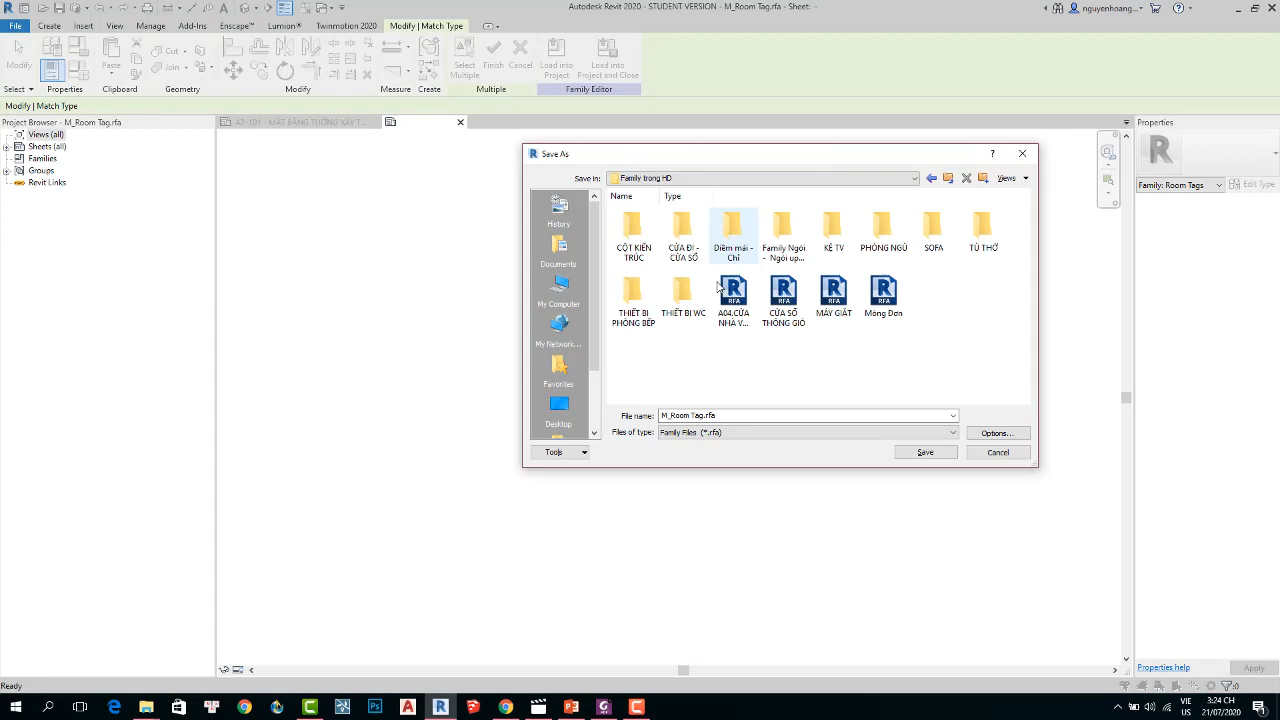 Autodesk Revit 2020 - STUDENT VERSION - M_Room Tag.rfa - Sheet: -
nguyenhoang...
File Create Insert View Manage Add-Ins Enscape™ Lumion® Twinmotion 2020 Modify | Match Type
Modify Paste Cut Join Select Multiple Finish Cancel Load into Project Load into Project and Close
Select Properties Clipboard Geometry Modify Measure Create Multiple Family Editor
Modify | Match Type
Project Browser - M_Room Tag.rfa
Views (all)
Sheets (all)
Families
Groups
Revit Links
A2-101 - MẶT BẰNG TƯỜNG XÂY T...
Properties
R
Family: Room Tags Edit Type
Save As
Save in: Family trong HD Views
Name Type
History
Documents
My Computer
My Network...
Favorites
Desktop
CỘT KIẾN TRÚC
CỬA ĐI - CỬA SỔ
Diềm mái - Chỉ
Family Ngói - Ngói up...
KỆ TV
PHÒNG NGỦ
SOFA
TỦ THỜ
THIẾT BỊ PHÒNG BẾP
THIẾT BỊ WC
A04.CỬA NHÀ V...
CỬA SỔ THÔNG GIÓ
MÁY GIẶT
Móng Đơn
File name: M_Room Tag.rfa
Files of type: Family Files (*.rfa) Options...
Tools Save Cancel
Properties help Apply
Ready :0
VIE 3:24 CH
US 21/07/2020